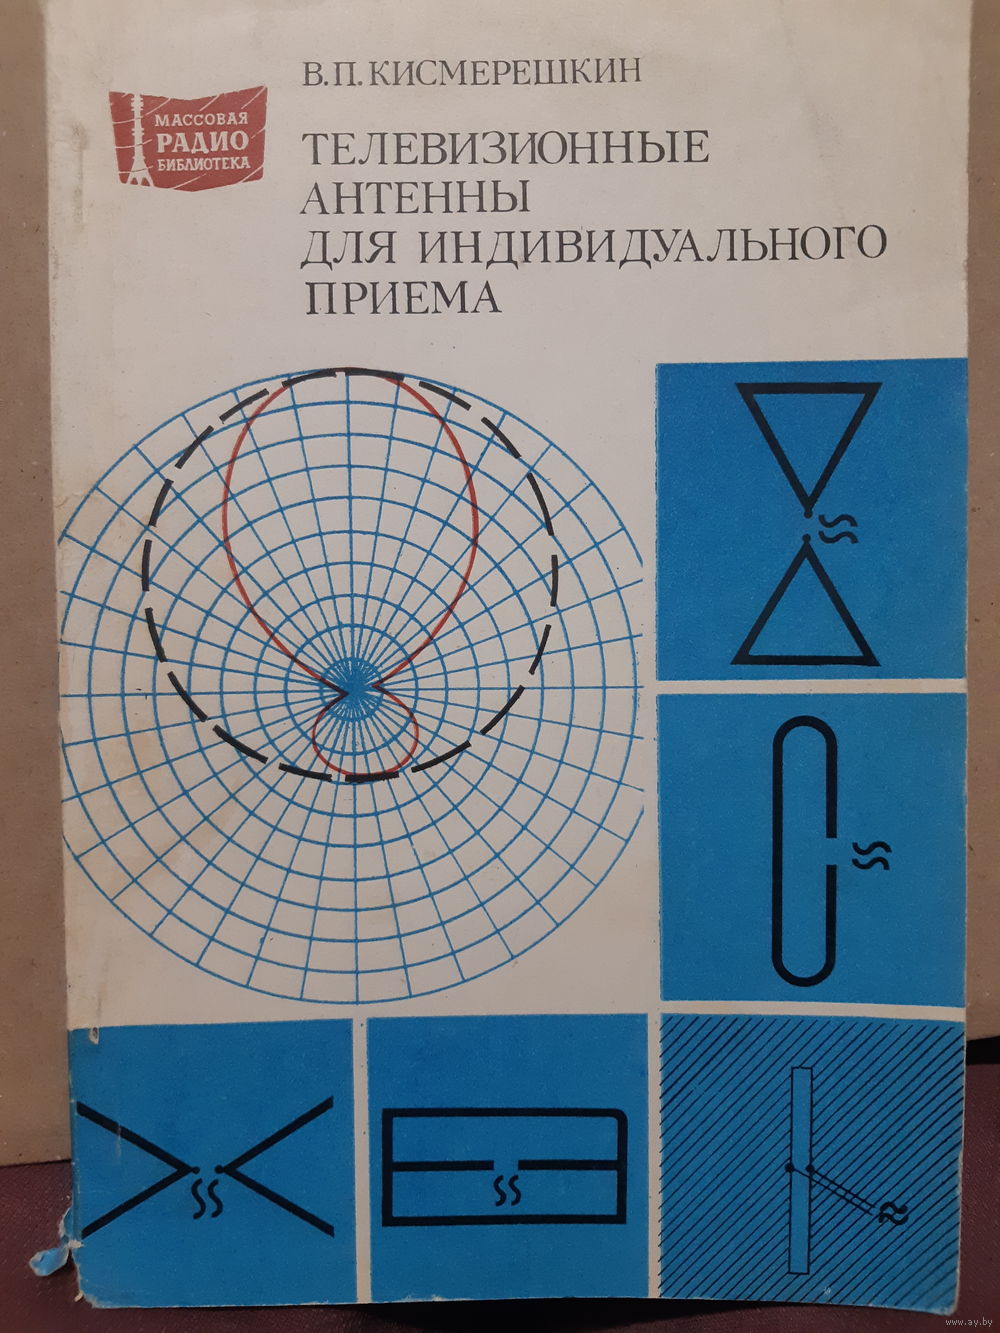 В.П. КИСМЕРЕШКИН
МАССОВАЯ
РАДИО
БИБЛИОТЕКА
ТЕЛЕВИЗИОННЫЕ
АНТЕННЫ
ДЛЯ ИНДИВИДУАЛЬНОГО
ПРИЕМА
www.ay.by